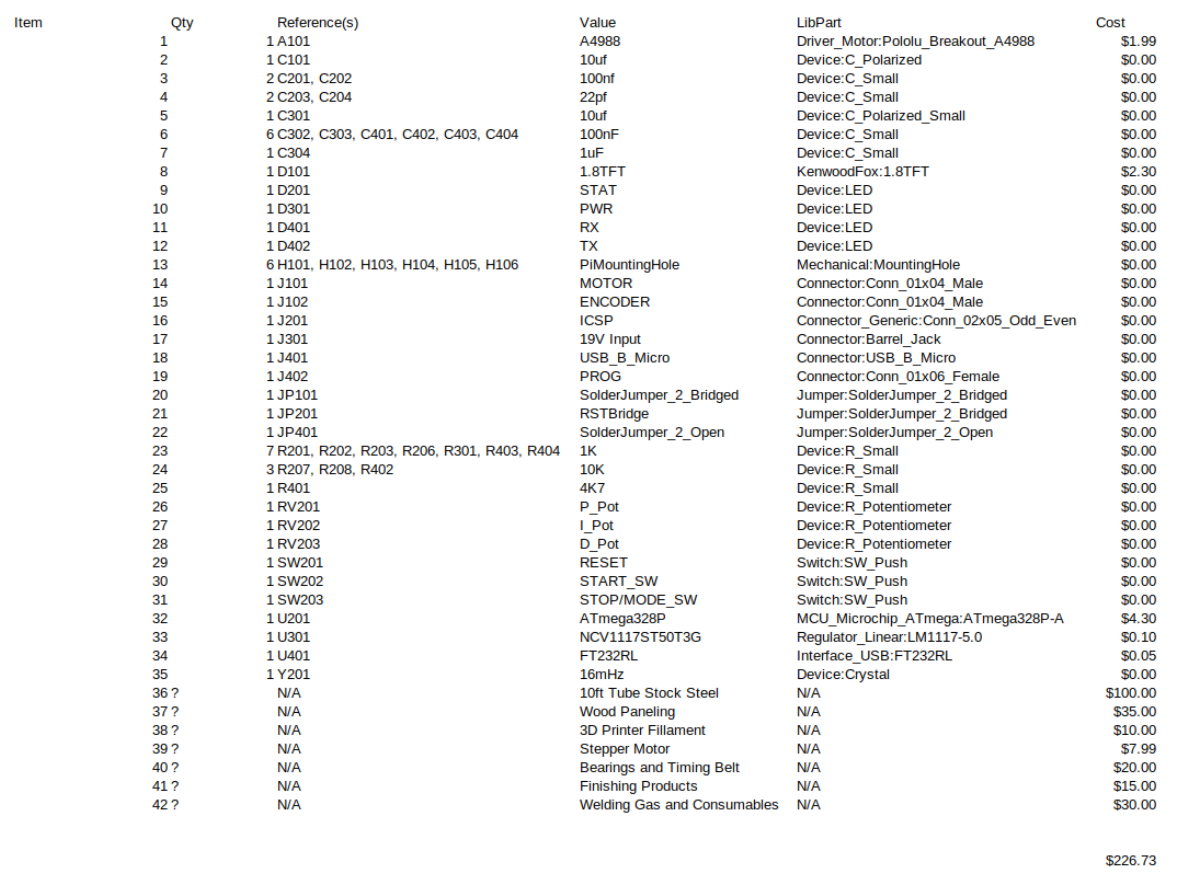 Item Qty Reference(s) Value LibPart Cost
1 1 A101 A4988 Driver_Motor:Pololu_Breakout_A4988 $1.99
2 1 C101 10uf Device:C_Polarized $0.00
3 2 C201, C202 100nf Device:C_Small $0.00
4 2 C203, C204 22pf Device:C_Small $0.00
5 1 C301 10uf Device:C_Polarized_Small $0.00
6 6 C302, C303, C401, C402, C403, C404 100nF Device:C_Small $0.00
7 1 C304 1uF Device:C_Small $0.00
8 1 D101 1.8TFT KenwoodFox:1.8TFT $2.30
9 1 D201 STAT Device:LED $0.00
10 1 D301 PWR Device:LED $0.00
11 1 D401 RX Device:LED $0.00
12 1 D402 TX Device:LED $0.00
13 6 H101, H102, H103, H104, H105, H106 PiMountingHole Mechanical:MountingHole $0.00
14 1 J101 MOTOR Connector:Conn_01x04_Male $0.00
15 1 J102 ENCODER Connector:Conn_01x04_Male $0.00
16 1 J201 ICSP Connector_Generic:Conn_02x05_Odd_Even $0.00
17 1 J301 19V Input Connector:Barrel_Jack $0.00
18 1 J401 USB_B_Micro Connector:USB_B_Micro $0.00
19 1 J402 PROG Connector:Conn_01x06_Female $0.00
20 1 JP101 SolderJumper_2_Bridged Jumper:SolderJumper_2_Bridged $0.00
21 1 JP201 RSTBridge Jumper:SolderJumper_2_Bridged $0.00
22 1 JP401 SolderJumper_2_Open Jumper:SolderJumper_2_Open $0.00
23 7 R201, R202, R203, R206, R301, R403, R404 1K Device:R_Small $0.00
24 3 R207, R208, R402 10K Device:R_Small $0.00
25 1 R401 4K7 Device:R_Small $0.00
26 1 RV201 P_Pot Device:R_Potentiometer $0.00
27 1 RV202 I_Pot Device:R_Potentiometer $0.00
28 1 RV203 D_Pot Device:R_Potentiometer $0.00
29 1 SW201 RESET Switch:SW_Push $0.00
30 1 SW202 START_SW Switch:SW_Push $0.00
31 1 SW203 STOP/MODE_SW Switch:SW_Push $0.00
32 1 U201 ATmega328P MCU_Microchip_ATmega:ATmega328P-A $4.30
33 1 U301 NCV1117ST50T3G Regulator_Linear:LM1117-5.0 $0.10
34 1 U401 FT232RL Interface_USB:FT232RL $0.05
35 1 Y201 16mHz Device:Crystal $0.00
36 ? N/A 10ft Tube Stock Steel N/A $100.00
37 ? N/A Wood Paneling N/A $35.00
38 ? N/A 3D Printer Fillament N/A $10.00
39 ? N/A Stepper Motor N/A $7.99
40 ? N/A Bearings and Timing Belt N/A $20.00
41 ? N/A Finishing Products N/A $15.00
42 ? N/A Welding Gas and Consumables N/A $30.00
$226.73